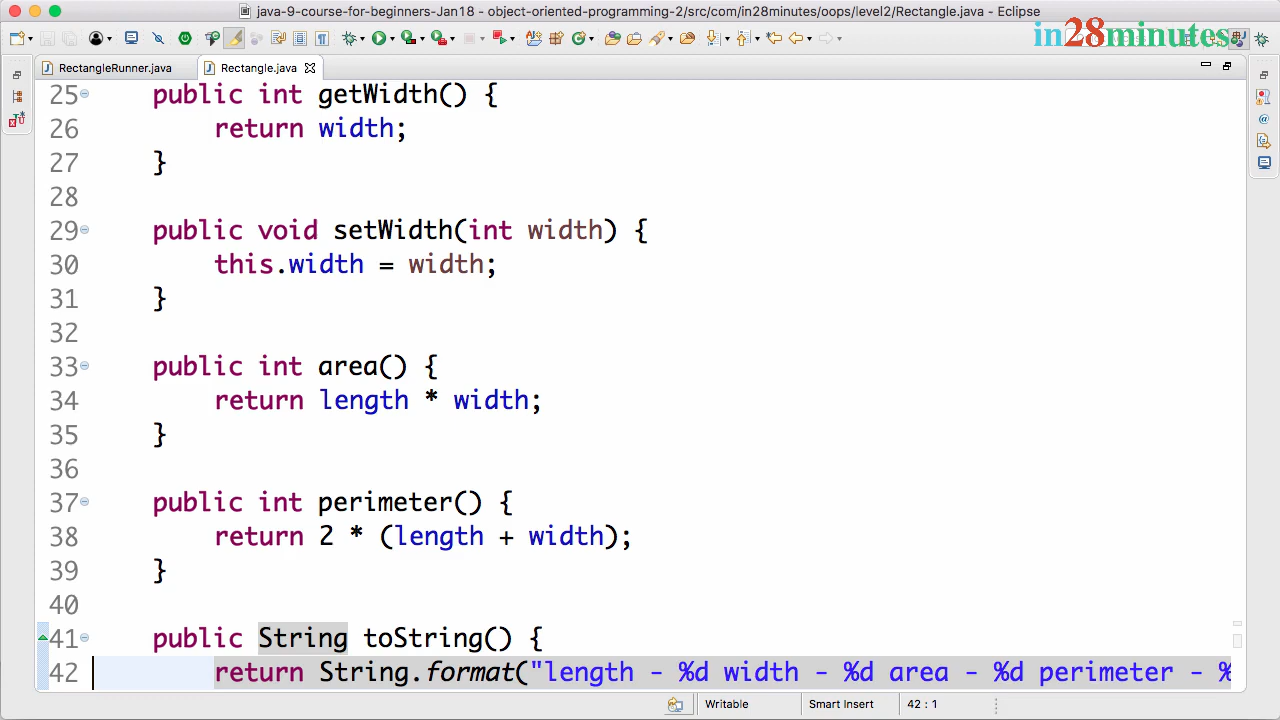 java-9-course-for-beginners-Jan18 - object-oriented-programming-2/src/com/in28minutes/oops/level2/Rectangle.java - Eclipse
in28minutes
RectangleRunner.java
Rectangle.java
25 public int getWidth() {
26 return width;
27 }
28
29 public void setWidth(int width) {
30 this.width = width;
31 }
32
33 public int area() {
34 return length * width;
35 }
36
37 public int perimeter() {
38 return 2 * (length + width);
39 }
40
41 public String toString() {
42 return String.format("length - %d width - %d area - %d perimeter - %
Writable
Smart Insert
42 : 1